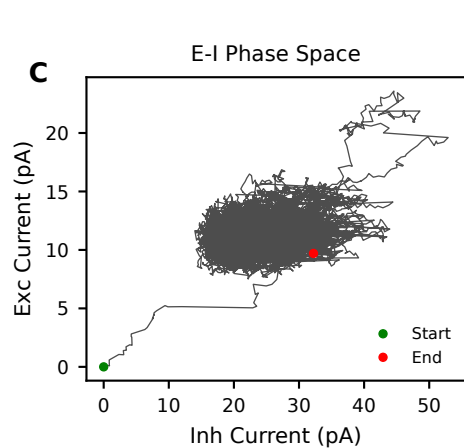 C
E-I Phase Space
Exc Current (pA)
20
15
10
5
0
Start
End
0 10 20 30 40 50
Inh Current (pA)